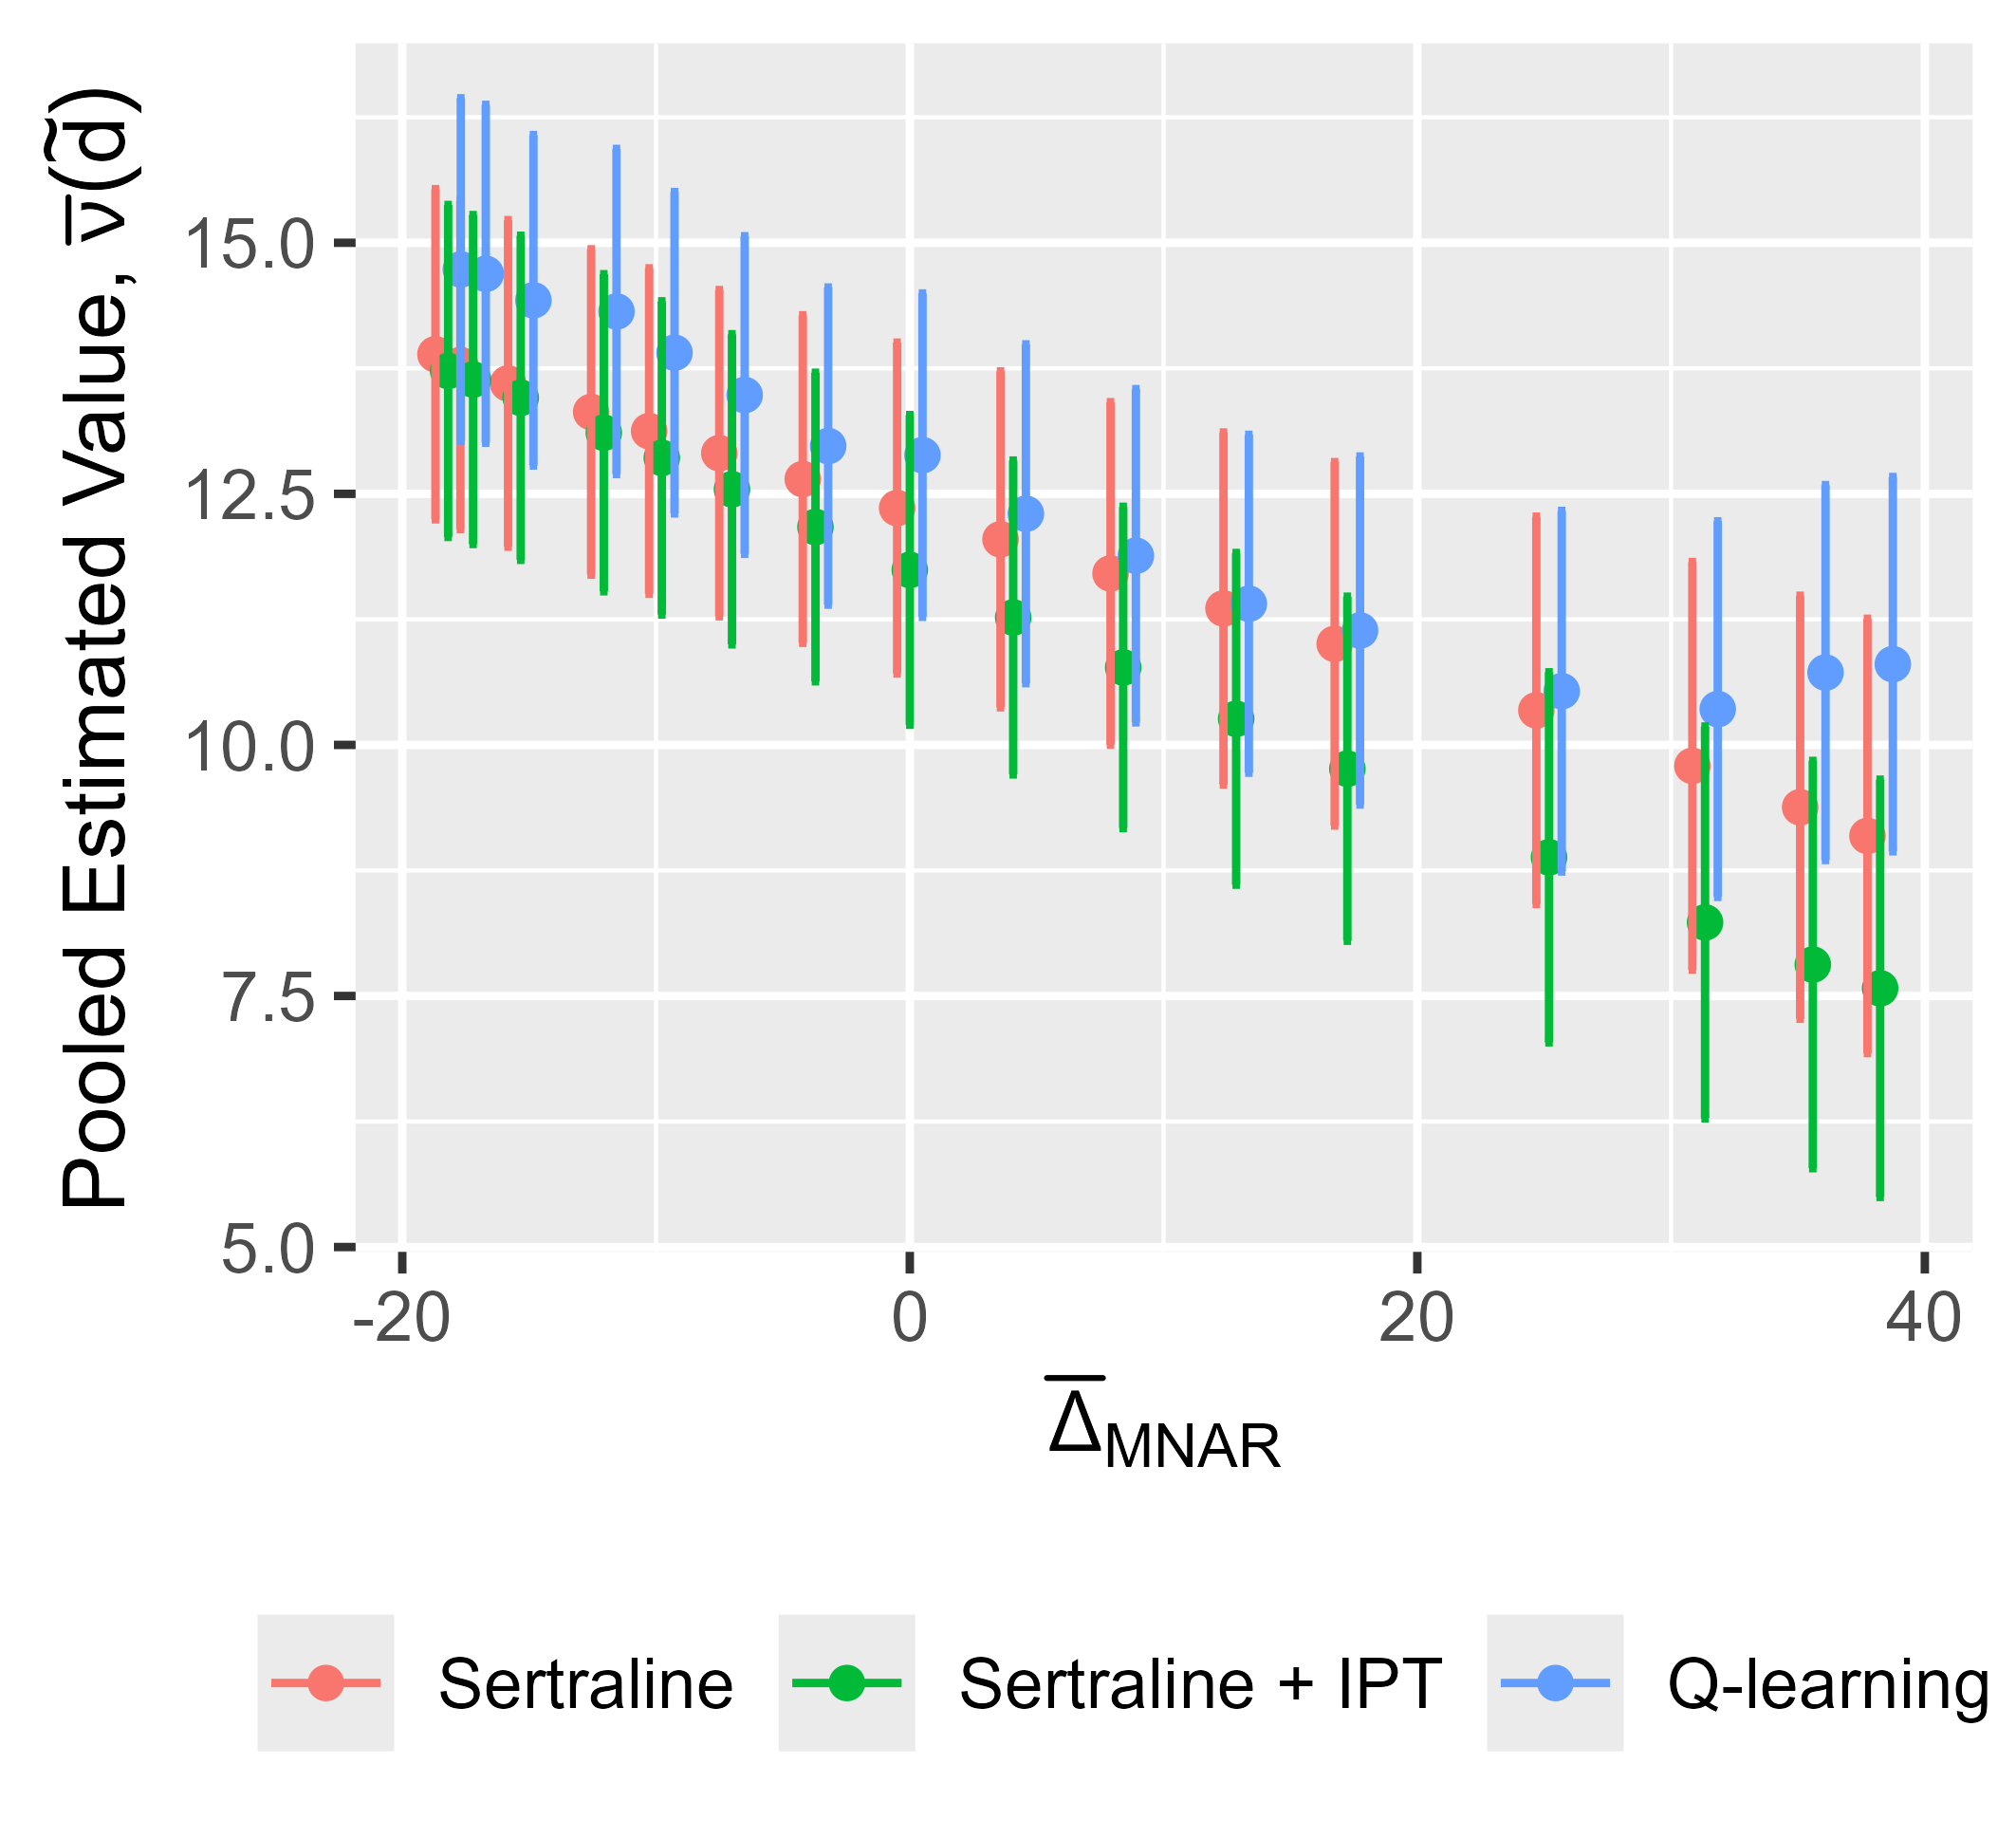 Pooled Estimated Value, ν̅(d̃)
15.0
12.5
10.0
7.5
5.0
-20 0 20 40
Δ̅MNAR
Sertraline Sertraline + IPT Q-learning